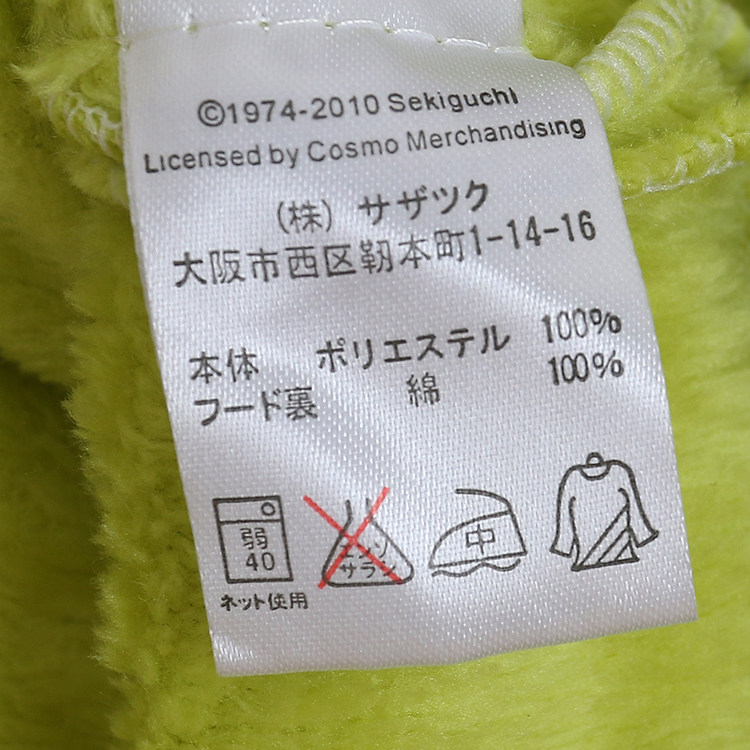 ©1974-2010 Sekiguchi
Licensed by Cosmo Merchandising
(株) サザツク
大阪市西区靭本町1-14-16
本体 ポリエステル 100%
フード裏 綿 100%
弱
40
ネット使用
エンソ
サラシ
中